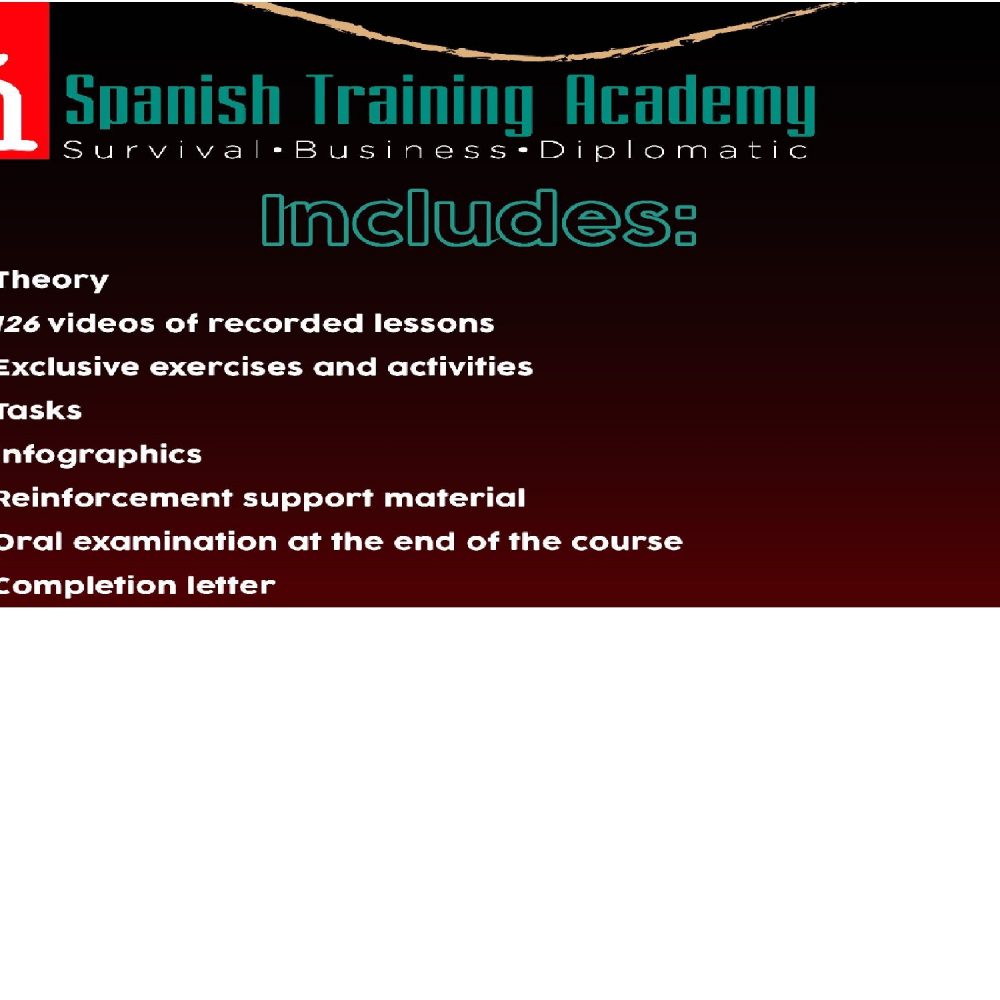 ñ
Spanish Training Academy
Survival•Business•Diplomatic
Includes:
Theory
126 videos of recorded lessons
Exclusive exercises and activities
Tasks
Infographics
Reinforcement support material
Oral examination at the end of the course
Completion letter